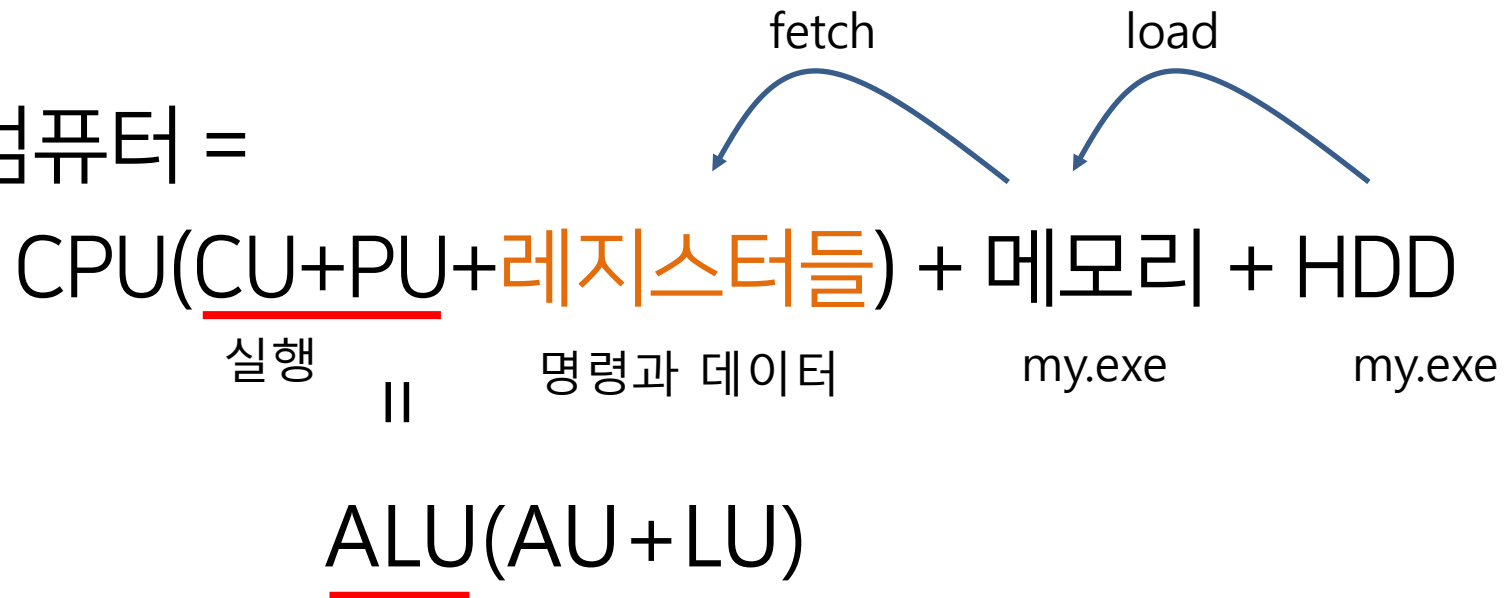 fetch load
컴퓨터 =
CPU(CU+PU+레지스터들) + 메모리 + HDD
실행 명령과 데이터 my.exe my.exe
=
ALU(AU+LU)